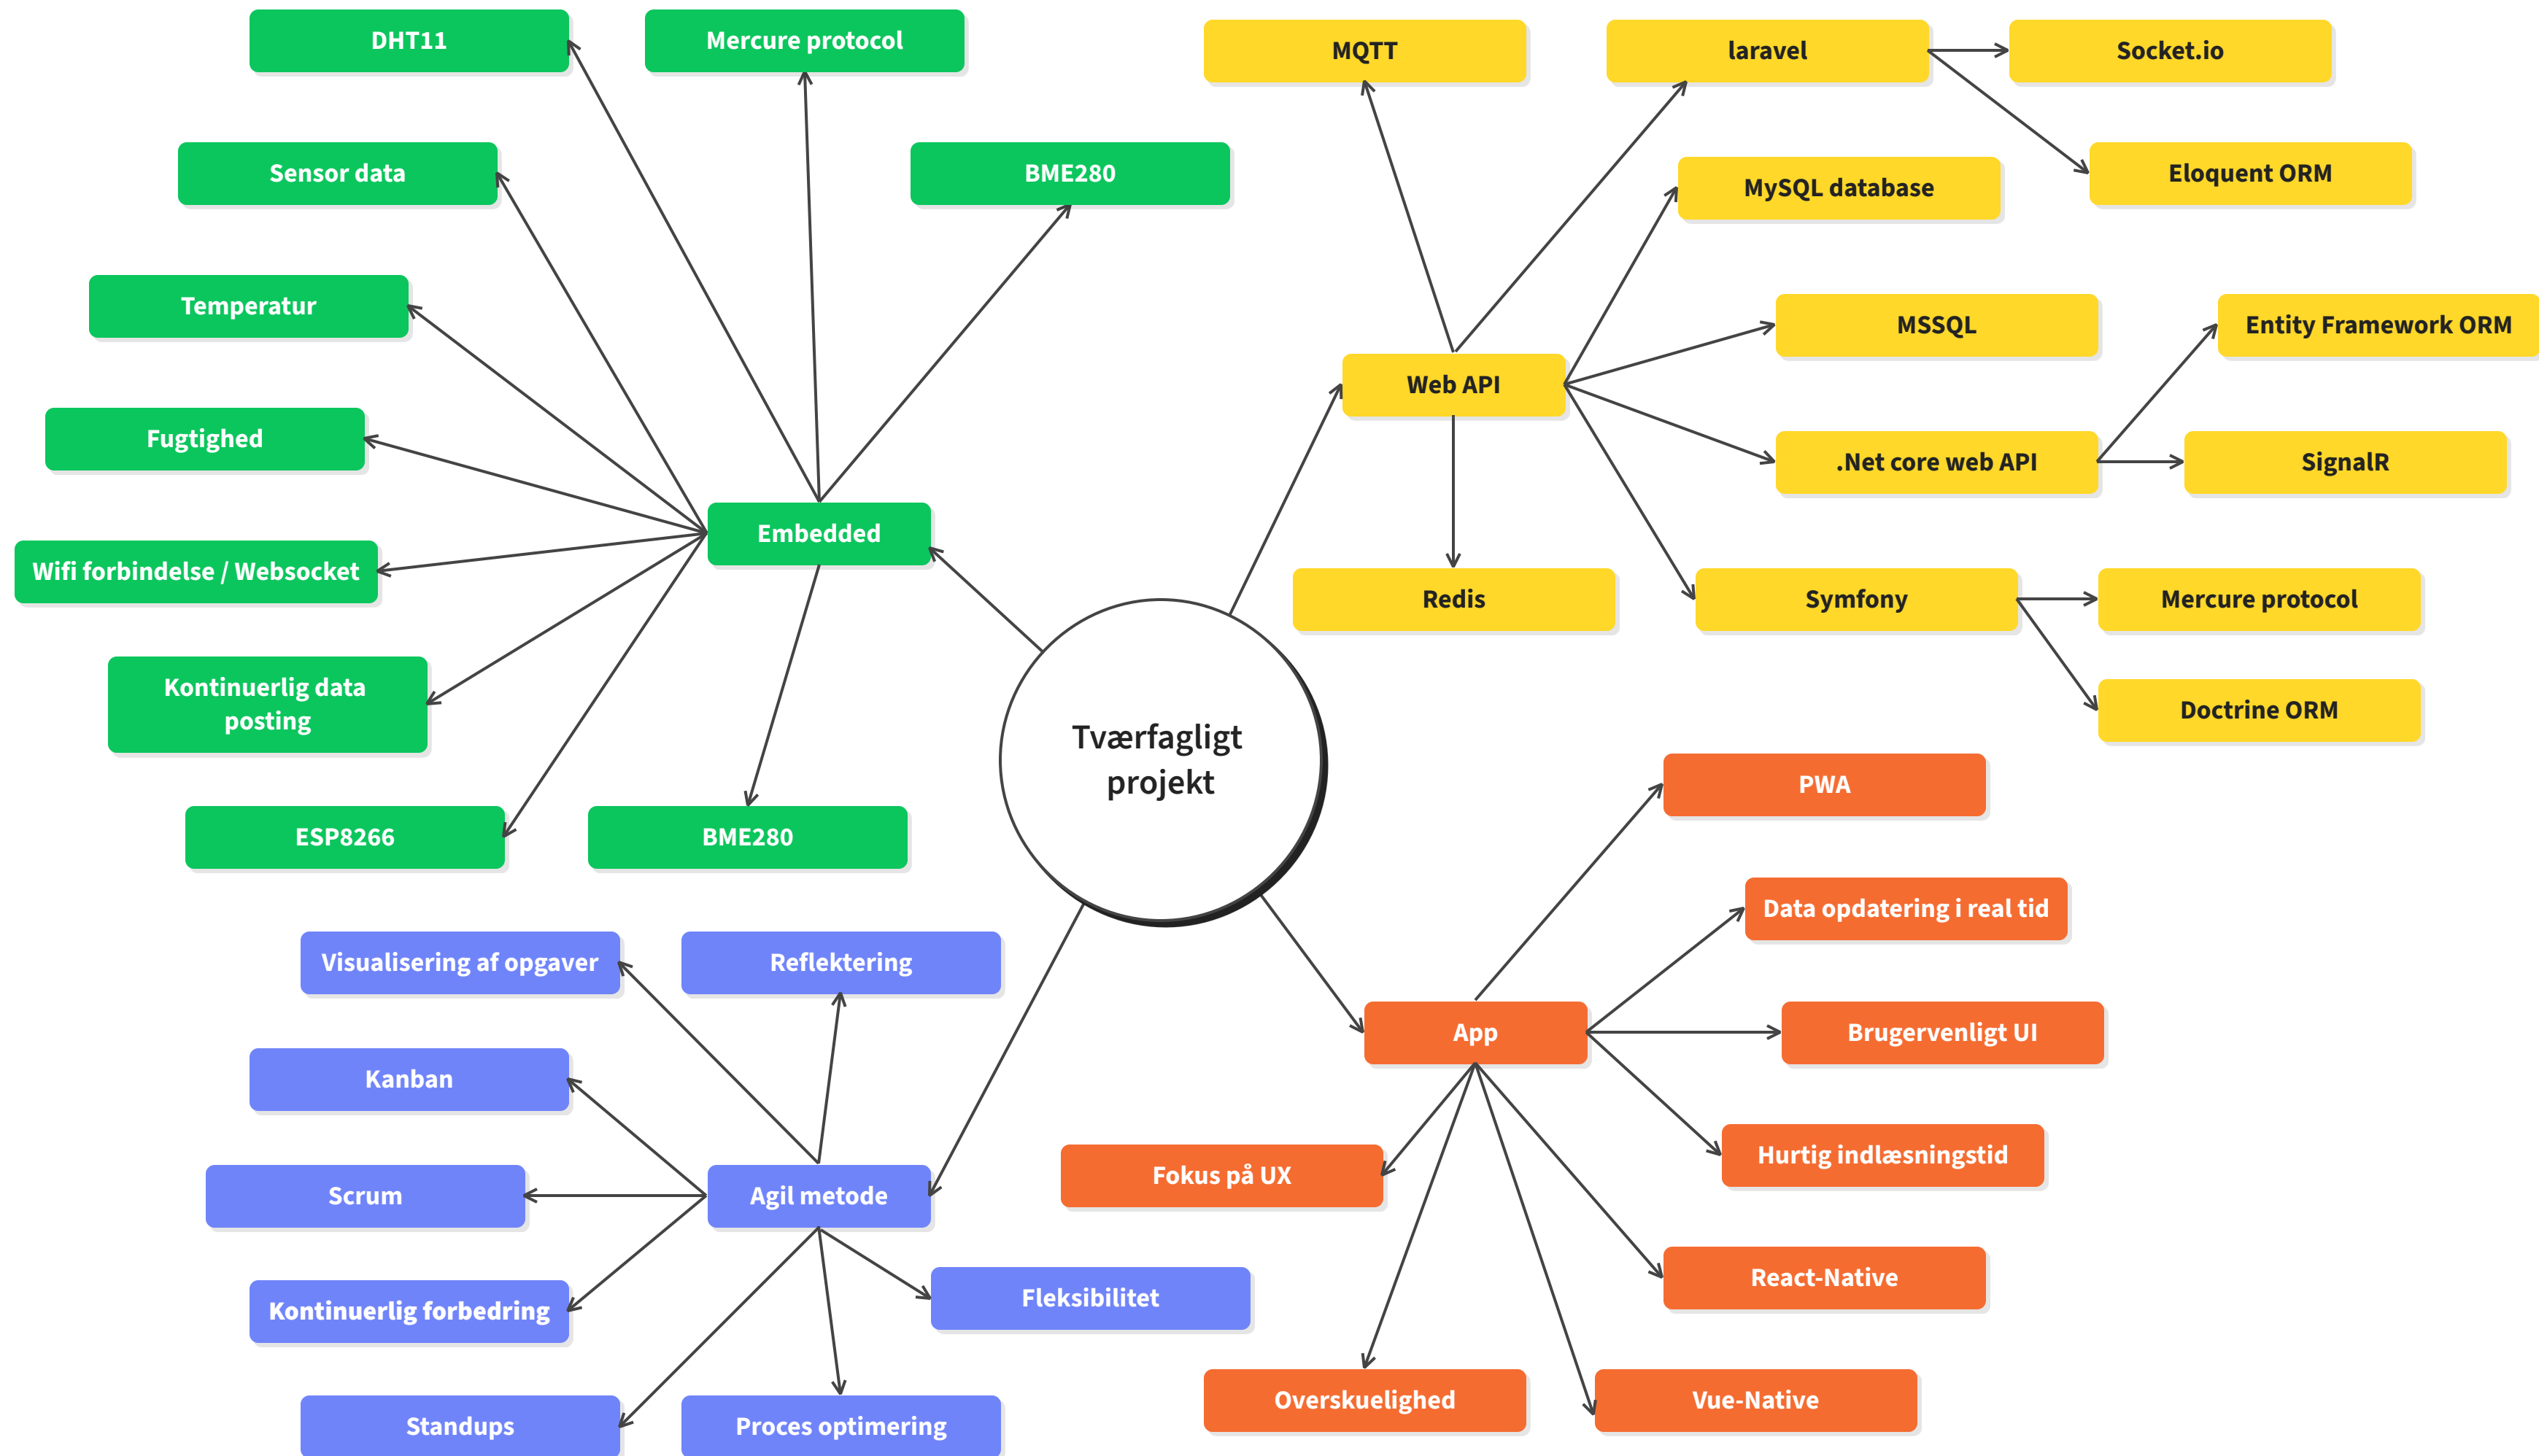 DHT11
Mercure protocol
Sensor data
BME280
Temperatur
Fugtighed
Embedded
Wifi forbindelse / Websocket
Kontinuerlig data
posting
ESP8266
BME280
MQTT
laravel
Socket.io
Eloquent ORM
MySQL database
MSSQL
Entity Framework ORM
Web API
.Net core web API
SignalR
Redis
Symfony
Mercure protocol
Doctrine ORM
Tværfagligt
projekt
Visualisering af opgaver
Reflektering
Kanban
Scrum
Agil metode
Kontinuerlig forbedring
Fleksibilitet
Standups
Proces optimering
PWA
Data opdatering i real tid
App
Brugervenligt UI
Hurtig indlæsningstid
Fokus på UX
React-Native
Overskuelighed
Vue-Native